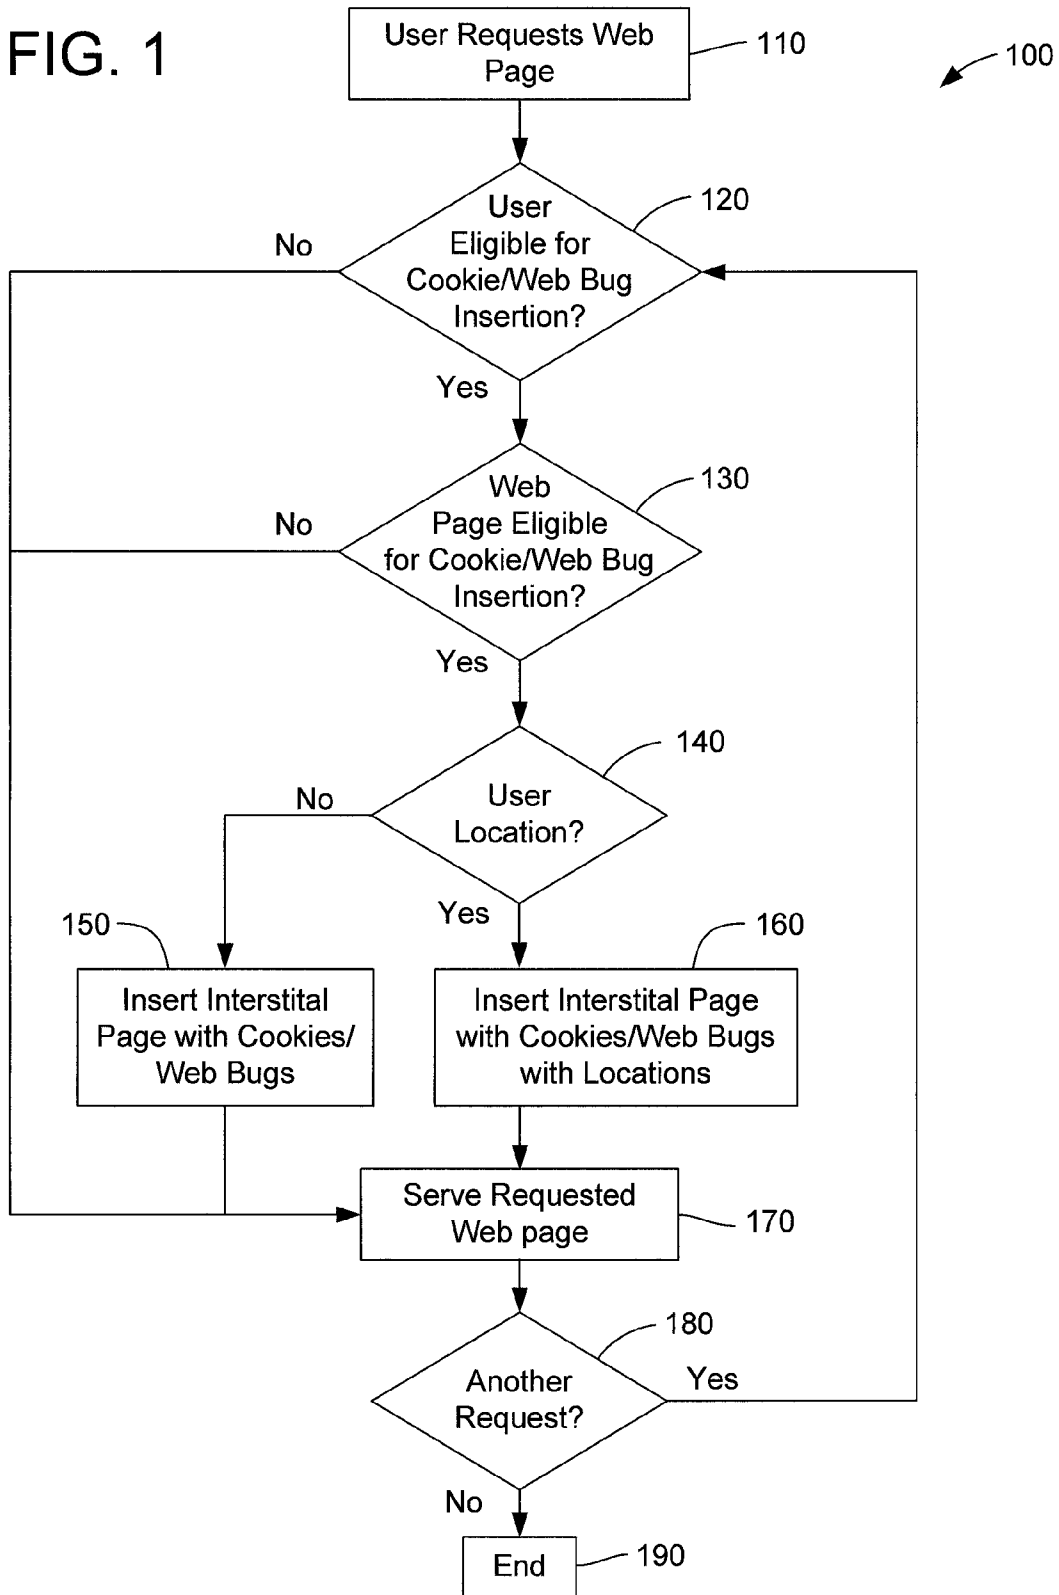 FIG. 1
User Requests Web
Page
110
100
User
Eligible for
Cookie/Web Bug
Insertion?
120
No
Yes
Web
Page Eligible
for Cookie/Web Bug
Insertion?
130
No
Yes
User
Location?
140
No
Yes
150
Insert Interstital
Page with Cookies/
Web Bugs
160
Insert Interstital Page
with Cookies/Web Bugs
with Locations
Serve Requested
Web page
170
Another
Request?
180
Yes
No
End
190